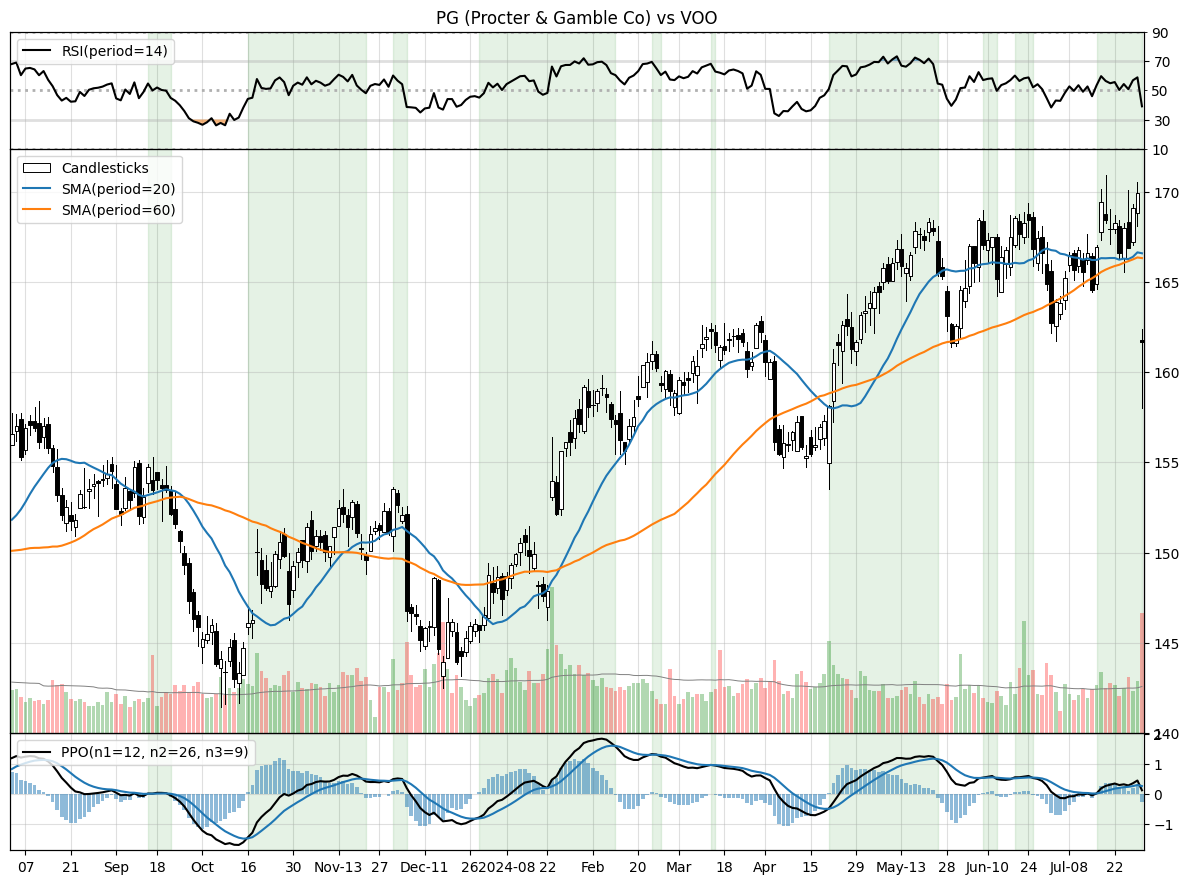 PG (Procter & Gamble Co) vs VOO
RSI(period=14)
90
70
50
30
10
Candlesticks
SMA(period=20)
SMA(period=60)
170
165
160
155
150
145
140
PPO(n1=12, n2=26, n3=9)
2
1
0
−1
07 21 Sep 18 Oct 16 30 Nov-13 27 Dec-11 26 2024-08 22 Feb 20 Mar 18 Apr 15 29 May-13 28 Jun-10 24 Jul-08 22